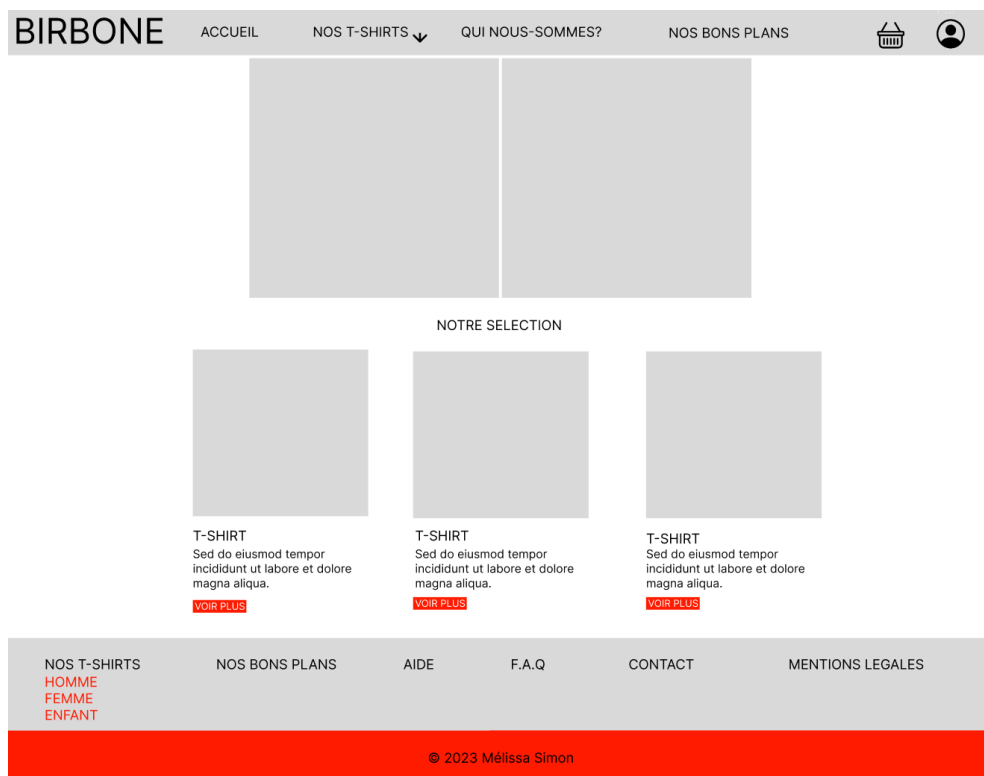 BIRBONE ACCUEIL NOS T-SHIRTS QUI NOUS-SOMMES? NOS BONS PLANS
NOTRE SELECTION
T-SHIRT
Sed do eiusmod tempor
incididunt ut labore et dolore
magna aliqua.
VOIR PLUS
T-SHIRT
Sed do eiusmod tempor
incididunt ut labore et dolore
magna aliqua.
VOIR PLUS
T-SHIRT
Sed do eiusmod tempor
incididunt ut labore et dolore
magna aliqua.
VOIR PLUS
NOS T-SHIRTS
HOMME
FEMME
ENFANT
NOS BONS PLANS
AIDE
F.A.Q
CONTACT
MENTIONS LEGALES
© 2023 Mélissa Simon